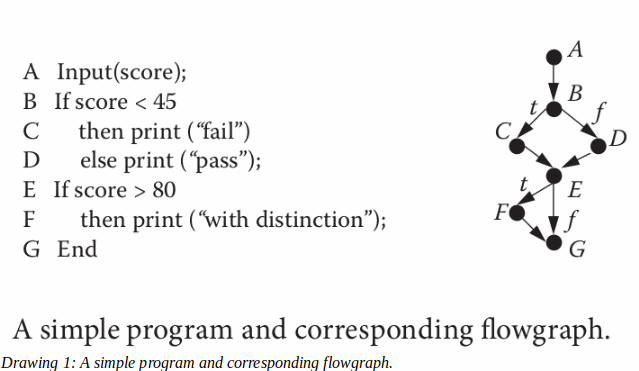 A Input(score);
B If score < 45
C then print (“fail”)
D else print (“pass”);
E If score > 80
F then print (“with distinction”);
G End
A
B
t
f
C
D
t
E
F
f
G
A simple program and corresponding flowgraph.
Drawing 1: A simple program and corresponding flowgraph.